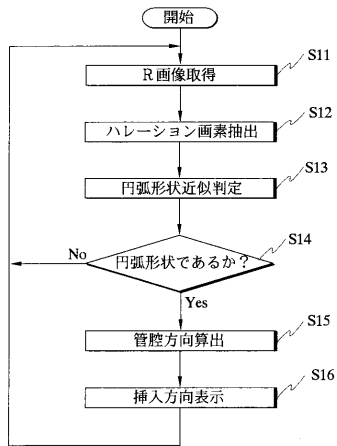 開始
S11
R画像取得
S12
ハレーション画素抽出
S13
円弧形状近似判定
S14
円弧形状であるか?
No
Yes
S15
管腔方向算出
S16
挿入方向表示